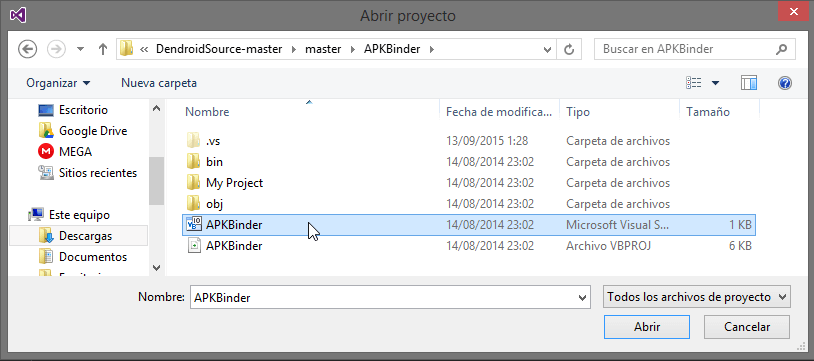 Abrir proyecto
« DendroidSource-master master APKBinder
Buscar en APKBinder
Organizar Nueva carpeta
Escritorio
Google Drive
MEGA
Sitios recientes
Este equipo
Descargas
Documentos
Nombre Fecha de modifica... Tipo Tamaño
.vs 13/09/2015 1:28 Carpeta de archivos
bin 14/08/2014 23:02 Carpeta de archivos
My Project 14/08/2014 23:02 Carpeta de archivos
obj 14/08/2014 23:02 Carpeta de archivos
APKBinder 14/08/2014 23:02 Microsoft Visual S... 1 KB
APKBinder 14/08/2014 23:02 Archivo VBPROJ 6 KB
Nombre: APKBinder
Todos los archivos de proyecto
Abrir Cancelar